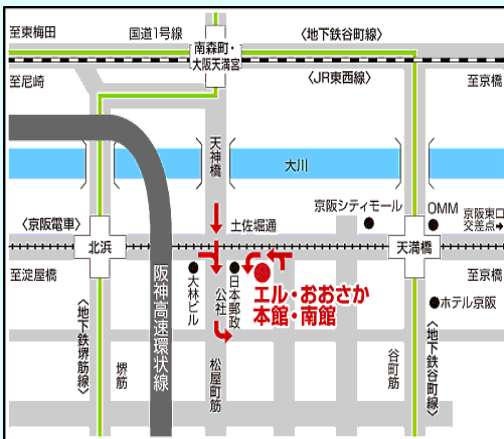 至東梅田
国道1号線
〈地下鉄谷町線〉
南森町・
大阪天満宮
至尼崎
〈JR東西線〉
至京橋
天神橋
大川
京阪シティモール
OMM
京阪東口
交差点➡
〈京阪電車〉
北浜
土佐堀通
天満橋
至淀屋橋
至京橋
阪神高速環状線
大林ビル
公社
日本郵政
エル・おおさか
本館・南館
ホテル京阪
〈地下鉄堺筋線〉
堺筋
松屋町筋
谷町筋
〈地下鉄谷町線〉